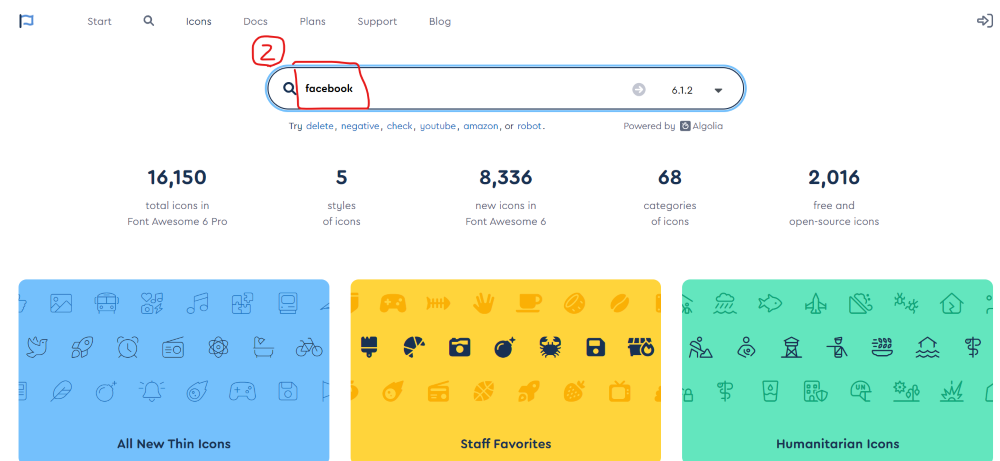 Start Icons Docs Plans Support Blog
2
facebook 6.1.2
Try delete, negative, check, youtube, amazon, or robot. Powered by Algolia
16,150 5 8,336 68 2,016
total icons in styles new icons in categories free and
Font Awesome 6 Pro of icons Font Awesome 6 of icons open-source icons
UN
All New Thin Icons Staff Favorites Humanitarian Icons